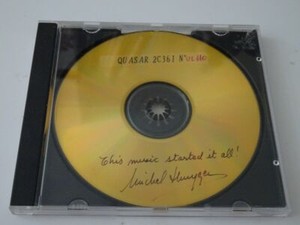 QUASAR 2C361 N°
This music started it all!
Michel Huygen